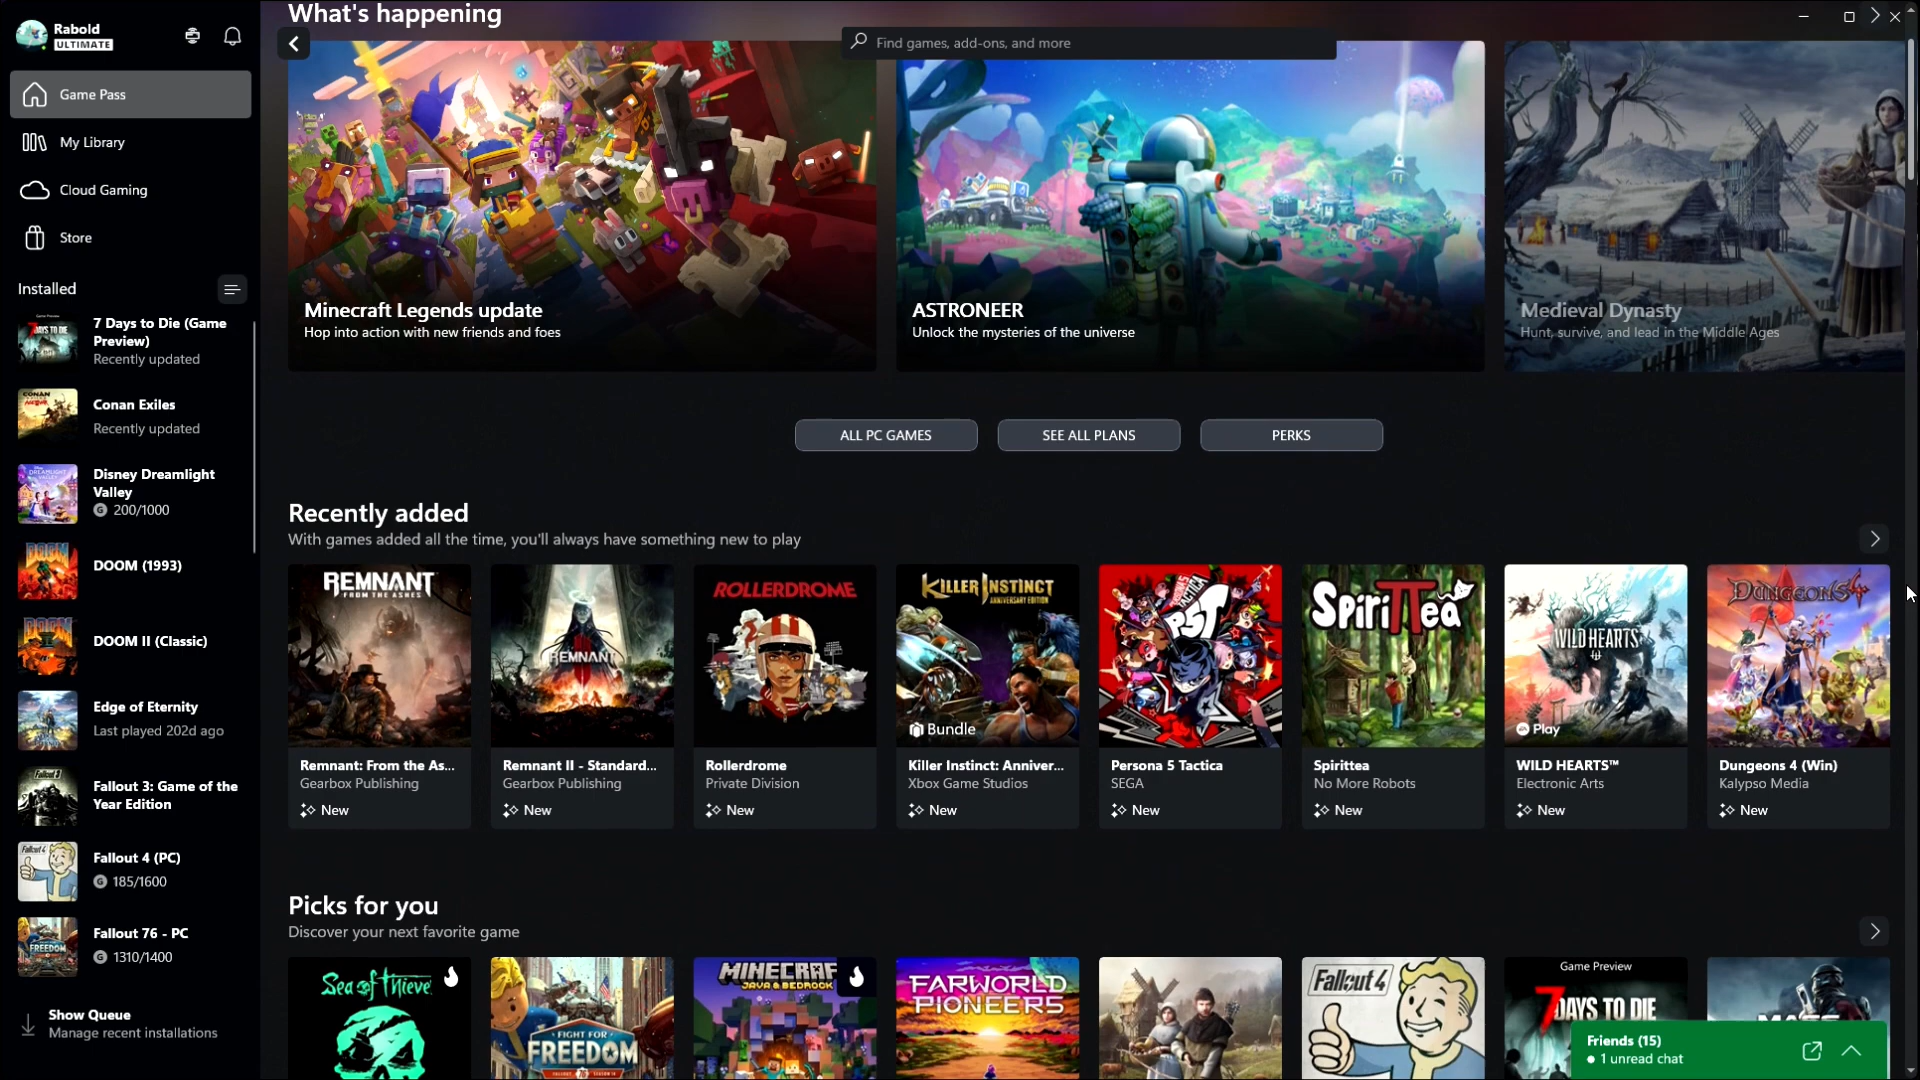 Rabold
ULTIMATE
Game Pass
My Library
Cloud Gaming
Store
Installed
7 Days to Die (Game
Preview)
Recently updated
Conan Exiles
Recently updated
Disney Dreamlight
Valley
200/1000
DOOM (1993)
DOOM II (Classic)
Edge of Eternity
Last played 202d ago
Fallout 3: Game of the
Year Edition
Fallout 4 (PC)
185/1600
Fallout 76 - PC
1310/1400
Show Queue
Manage recent installations
What's happening
Find games, add-ons, and more
Minecraft Legends update
Hop into action with new friends and foes
ASTRONEER
Unlock the mysteries of the universe
Medieval Dynasty
Hunt, survive, and lead in the Middle Ages
ALL PC GAMES
SEE ALL PLANS
PERKS
Recently added
With games added all the time, you'll always have something new to play
REMNANT
FROM THE ASHES
Remnant: From the As...
Gearbox Publishing
New
REMNANT
Remnant II - Standard...
Gearbox Publishing
New
ROLLERDROME
Rollerdrome
Private Division
New
KILLER INSTINCT
ANNIVERSARY EDITION
Bundle
Killer Instinct: Anniver...
Xbox Game Studios
New
P5T
TACTICA
Persona 5 Tactica
SEGA
New
SpiriTTea
Spirittea
No More Robots
New
WILD HEARTS
Play
WILD HEARTS™
Electronic Arts
New
DUNGEONS 4
Dungeons 4 (Win)
Kalypso Media
New
Picks for you
Discover your next favorite game
Sea of Thieves
FIGHT FOR
FREEDOM
MINECRAF
JAVA & BEDROCK
FARWORLD
PIONEERS
Fallout 4
Game Preview
7 DAYS TO DIE
Friends (15)
1 unread chat